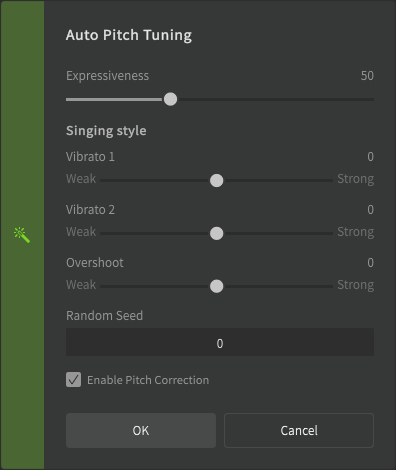 Auto Pitch Tuning
Expressiveness 50
Singing style
Vibrato 1 0
Weak Strong
Vibrato 2 0
Weak Strong
Overshoot 0
Weak Strong
Random Seed
0
Enable Pitch Correction
OK Cancel